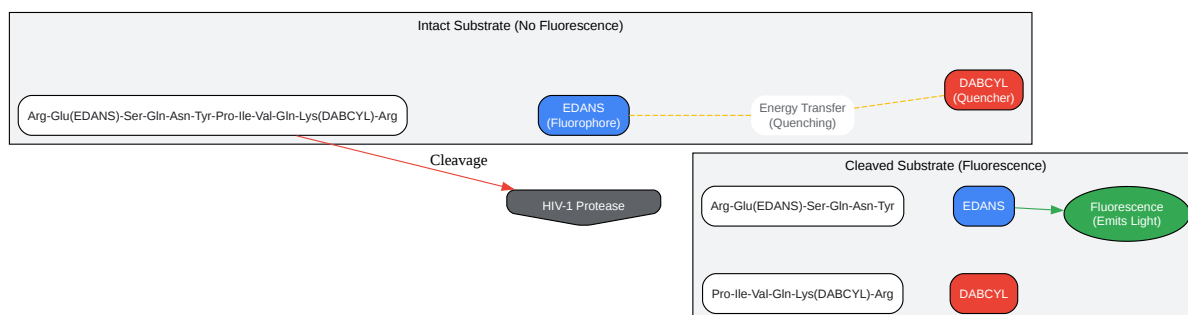 Intact Substrate (No Fluorescence)
DABCYL
(Quencher)
Arg-Glu(EDANS)-Ser-Gln-Asn-Tyr-Pro-Ile-Val-Gln-Lys(DABCYL)-Arg
EDANS
(Fluorophore)
Energy Transfer
(Quenching)
Cleavage
Cleaved Substrate (Fluorescence)
HIV-1 Protease
Arg-Glu(EDANS)-Ser-Gln-Asn-Tyr
EDANS
Fluorescence
(Emits Light)
Pro-Ile-Val-Gln-Lys(DABCYL)-Arg
DABCYL